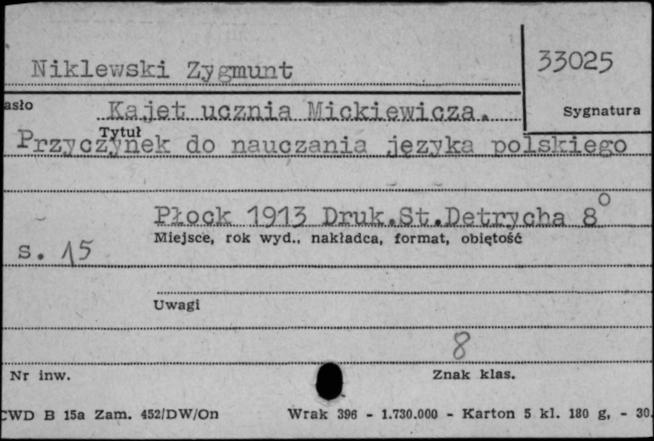 Niklewski Zygmunt
33025
asło
Kajet ucznia Mickiewicza.
Sygnatura
Tytuł
Przyczynek do nauczania języka polskiego
Płock 1913 Druk.St.Detrycha 8°
Miejsce, rok wyd., nakładca, format, objętość
s. 15
Uwagi
8
Nr inw.
Znak klas.
CWD B 15a Zam. 452/DW/On Wrak 396 - 1.730.000 - Karton 5 kl. 180 g, - 30.